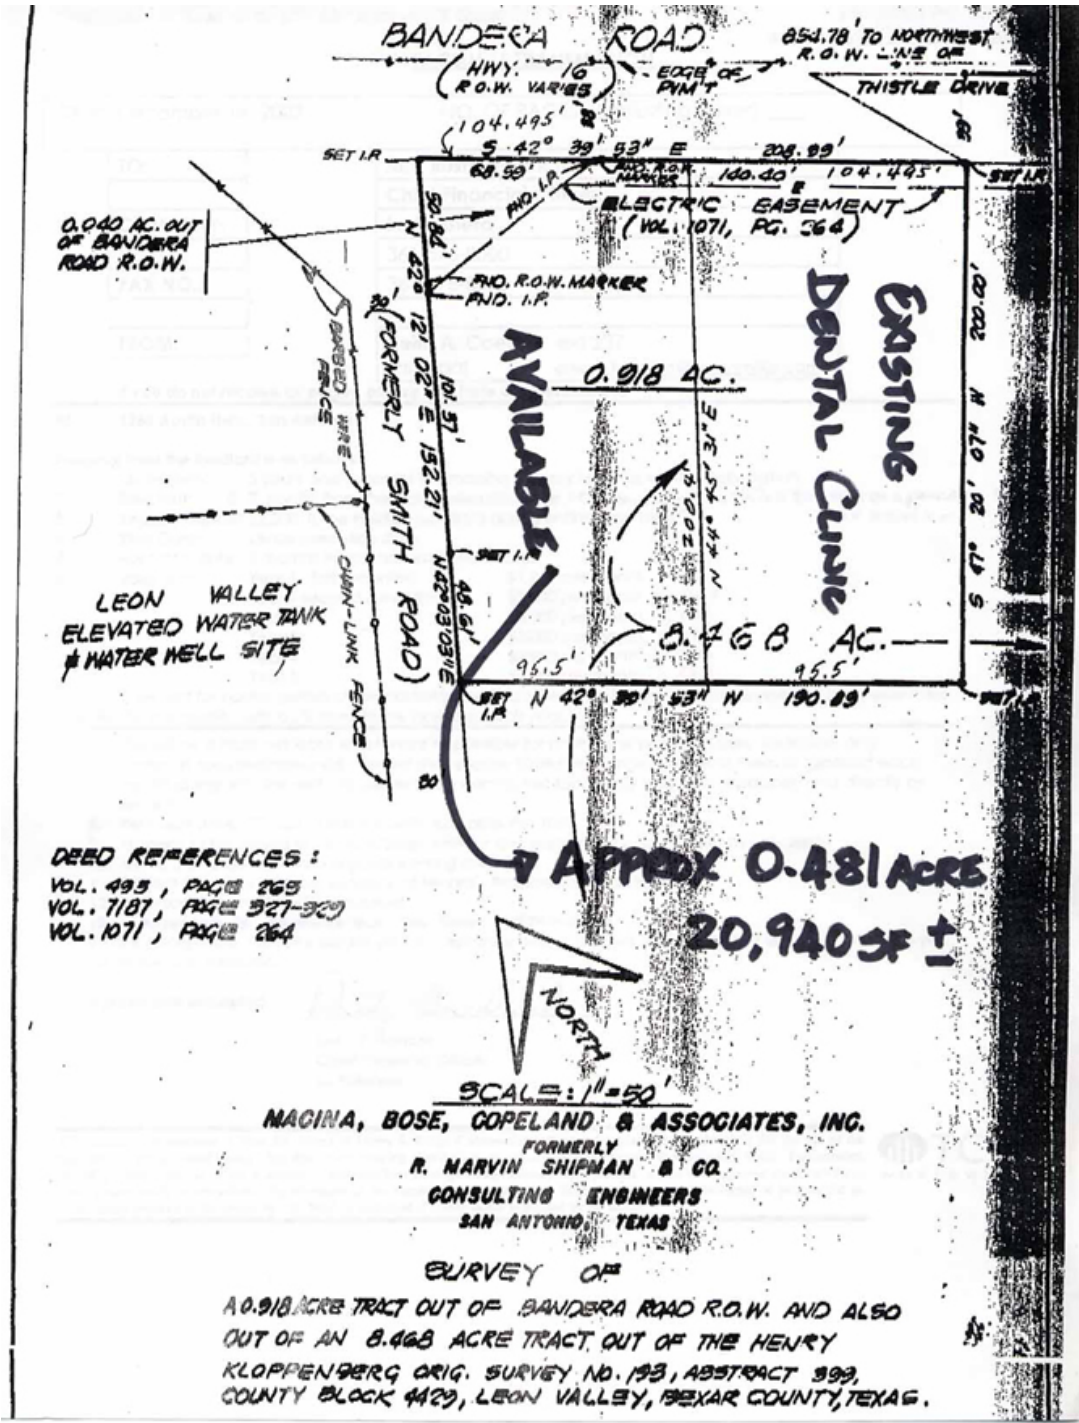 BANDERA ROAD
854.78' TO NORTHWEST
R.O.W. LINE OF
THISTLE DRIVE
(HWY. 16
R.O.W. VARIES)
EDGE OF
PVM'T
104.495'
SET I.P.
S 42° 39' 53" E 208.99'
68.59'
FND. R.O.W.
MARKER
140.40' 104.495'
SET I.P.
FND. I.P.
ELECTRIC EASEMENT
(VOL. 1071, PG. 264)
0.040 AC. OUT
OF BANDERA
ROAD R.O.W.
50.84'
FND. R.O.W. MARKER
FND. I.P.
N 42° 12' 02" E 152.21'
101.37'
30'
(FORMERLY SMITH ROAD)
BARBED WIRE
FENCE
AVAILABLE
0.918 AC.
EXISTING
DENTAL CLINIC
200.00'
S 47° 20' 07" W
200.4'
SET I.P.
48.61'
N42°03'03"E
CHAIN-LINK FENCE
LEON VALLEY
ELEVATED WATER TANK
& WATER WELL SITE
8.468 AC.
95.5' 95.5'
SET
I.P.
N 42° 39' 53" W 190.89'
SET I.P.
30
DEED REFERENCES:
VOL. 495, PAGE 265
VOL. 7187, PAGE 327-329
VOL. 1071, PAGE 264
APPROX 0.481 ACRE
20,940 SF ±
NORTH
SCALE: 1"=50'
MACINA, BOSE, COPELAND & ASSOCIATES, INC.
FORMERLY
R. MARVIN SHIPMAN & CO.
CONSULTING ENGINEERS
SAN ANTONIO, TEXAS
SURVEY OF
A 0.918 ACRE TRACT OUT OF BANDERA ROAD R.O.W. AND ALSO
OUT OF AN 8.468 ACRE TRACT OUT OF THE HENRY
KLOPPENBERG ORIG. SURVEY NO. 193, ABSTRACT 399,
COUNTY BLOCK 4429, LEON VALLEY, BEXAR COUNTY, TEXAS.